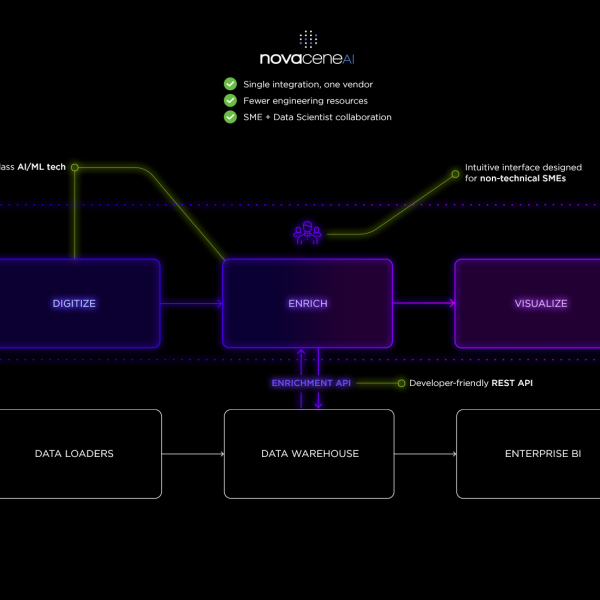 novaceneAI
Single integration, one vendor
Fewer engineering resources
SME + Data Scientist collaboration
AI/ML tech
Intuitive interface designed
for non-technical SMEs
DIGITIZE
ENRICH
VISUALIZE
ENRICHMENT API
Developer-friendly REST API
DATA LOADERS
DATA WAREHOUSE
ENTERPRISE BI